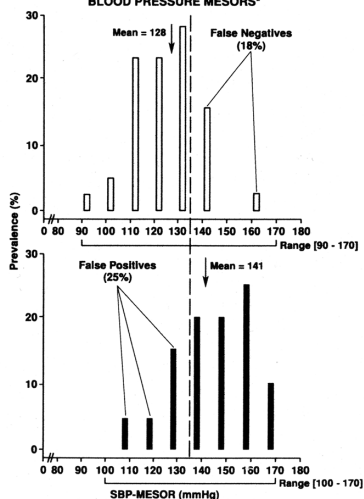 BLOOD PRESSURE MESORS
30
Mean = 128
False Negatives
(18%)
20
10
0
0 80 90 100 110 120 130 140 150 160 170 180
Range [90 - 170]
Prevalence (%)
30
False Positives
(25%)
Mean = 141
20
10
0
0 80 90 100 110 120 130 140 150 160 170 180
Range [100 - 170]
SBP-MESOR (mmHg)